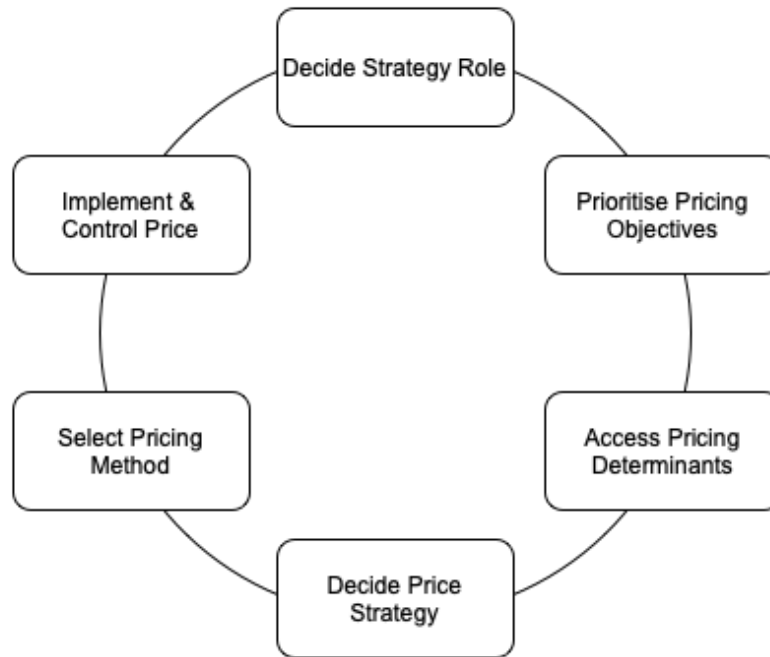 Decide Strategy Role
Prioritise Pricing
Objectives
Access Pricing
Determinants
Decide Price
Strategy
Select Pricing
Method
Implement &
Control Price